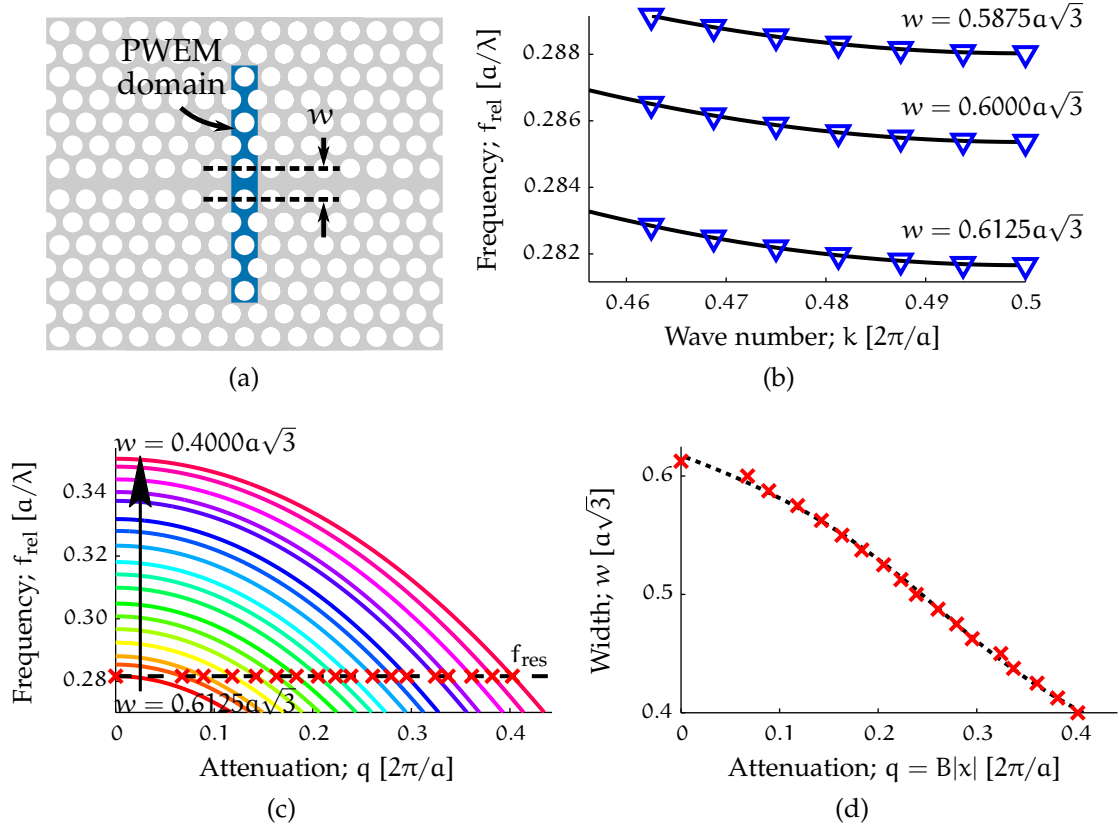 PWEM
domain
w
(a)
Frequency; f_rel [a/λ]
0.288
0.286
0.284
0.282
w = 0.5875a√3
w = 0.6000a√3
w = 0.6125a√3
0.46 0.47 0.48 0.49 0.5
Wave number; k [2π/a]
(b)
Frequency; f_rel [a/λ]
0.34
0.32
0.30
0.28
w = 0.4000a√3
f_res
w = 0.6125a√3
0 0.1 0.2 0.3 0.4
Attenuation; q [2π/a]
(c)
Width; w [a√3]
0.6
0.5
0.4
0 0.1 0.2 0.3 0.4
Attenuation; q = B|x| [2π/a]
(d)